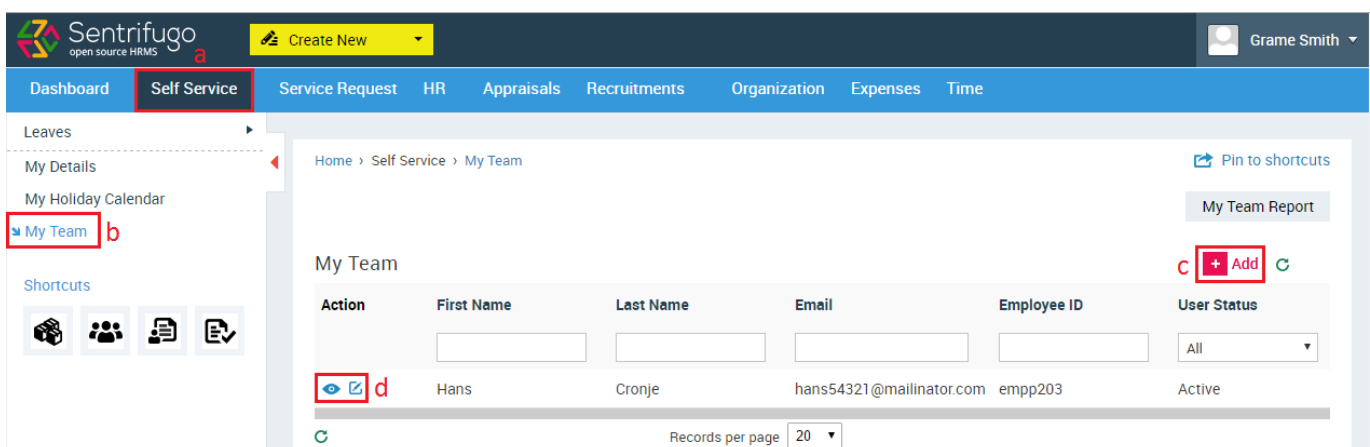 Sentrifugo
open source HRMS
a
Create New
Grame Smith
Dashboard Self Service Service Request HR Appraisals Recruitments Organization Expenses Time
Leaves
My Details
My Holiday Calendar
My Team b
Shortcuts
Home › Self Service › My Team
Pin to shortcuts
My Team Report
My Team
c + Add
Action First Name Last Name Email Employee ID User Status
All
d Hans Cronje hans54321@mailinator.com empp203 Active
Records per page 20